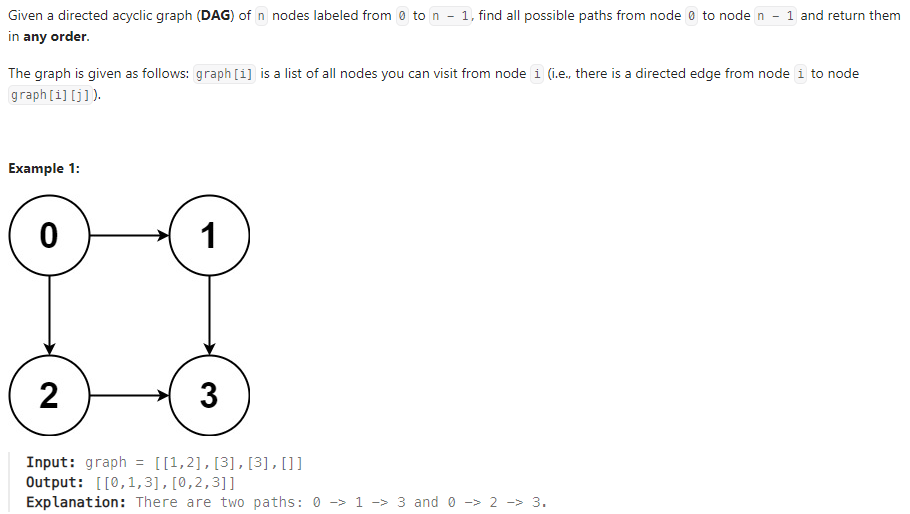 Given a directed acyclic graph (DAG) of n nodes labeled from 0 to n - 1, find all possible paths from node 0 to node n - 1 and return them
in any order.
The graph is given as follows: graph[i] is a list of all nodes you can visit from node i (i.e., there is a directed edge from node i to node
graph[i][j]).
Example 1:
0 1
2 3
Input: graph = [[1,2],[3],[3],[]]
Output: [[0,1,3],[0,2,3]]
Explanation: There are two paths: 0 -> 1 -> 3 and 0 -> 2 -> 3.